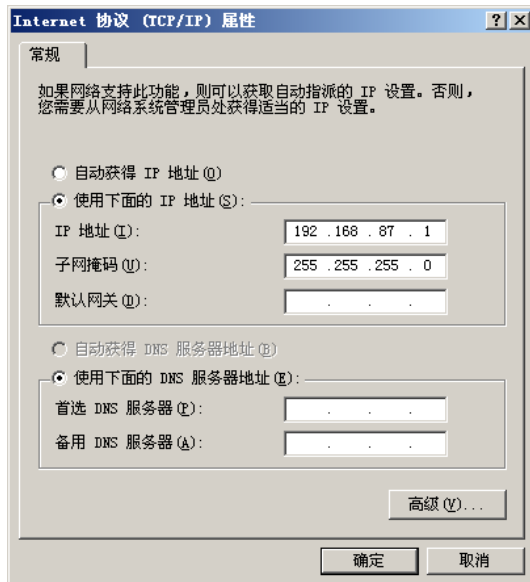 Internet 协议 (TCP/IP) 属性
常规
如果网络支持此功能,则可以获取自动指派的 IP 设置。否则,
您需要从网络系统管理员处获得适当的 IP 设置。
自动获得 IP 地址(O)
使用下面的 IP 地址(S):
IP 地址(I): 192 .168 . 87 . 1
子网掩码(U): 255 .255 .255 . 0
默认网关(D): . . .
自动获得 DNS 服务器地址(B)
使用下面的 DNS 服务器地址(E):
首选 DNS 服务器(P): . . .
备用 DNS 服务器(A): . . .
高级(V)...
确定 取消